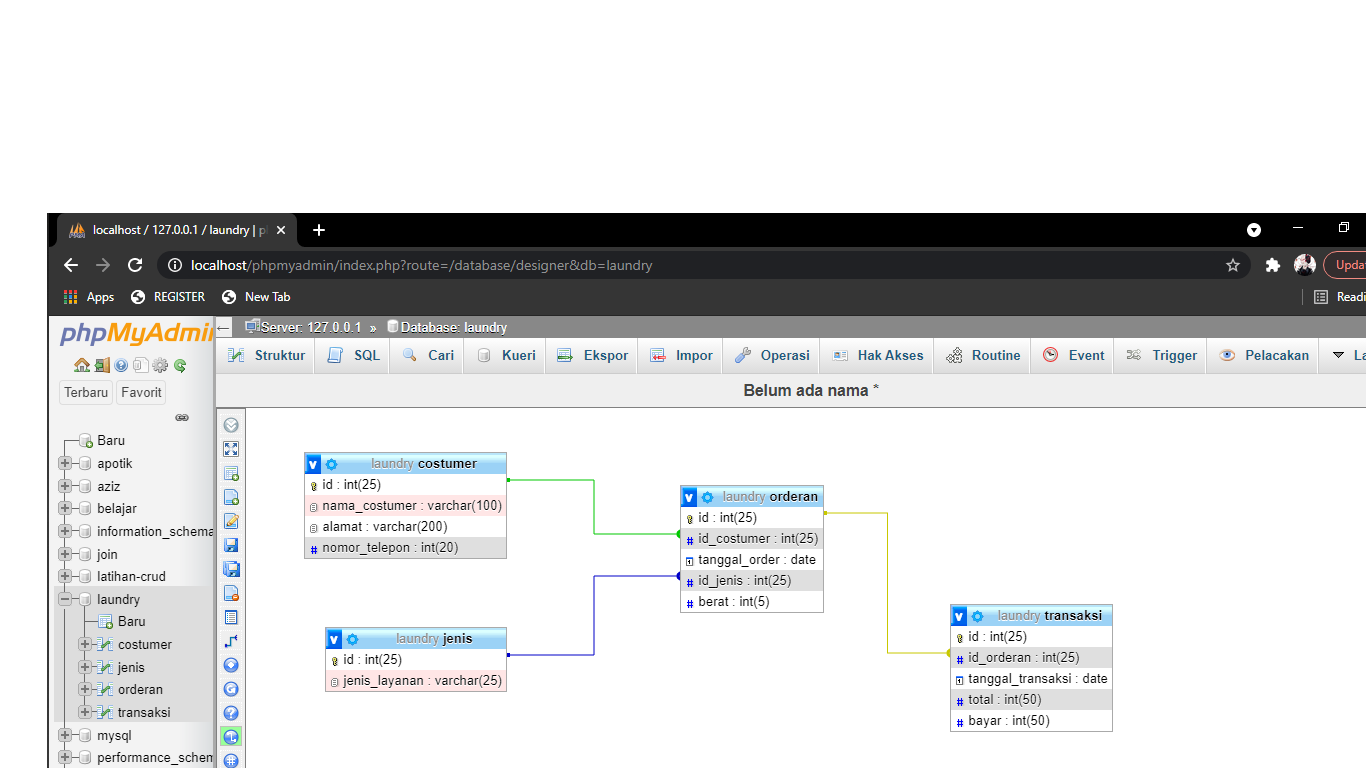 localhost / 127.0.0.1 / laundry | p
localhost/phpmyadmin/index.php?route=/database/designer&db=laundry
Upda
Apps REGISTER New Tab
Readi
phpMyAdmin
Server: 127.0.0.1 » Database: laundry
Struktur SQL Cari Kueri Ekspor Impor Operasi Hak Akses Routine Event Trigger Pelacakan La
Belum ada nama *
Terbaru Favorit
Baru
apotik
aziz
belajar
information_schema
join
latihan-crud
laundry
Baru
costumer
jenis
orderan
transaksi
mysql
performance_schem
v laundry costumer
id : int(25)
nama_costumer : varchar(100)
alamat : varchar(200)
# nomor_telepon : int(20)
v laundry jenis
id : int(25)
jenis_layanan : varchar(25)
v laundry orderan
id : int(25)
# id_costumer : int(25)
tanggal_order : date
# id_jenis : int(25)
# berat : int(5)
v laundry transaksi
id : int(25)
# id_orderan : int(25)
tanggal_transaksi : date
# total : int(50)
# bayar : int(50)